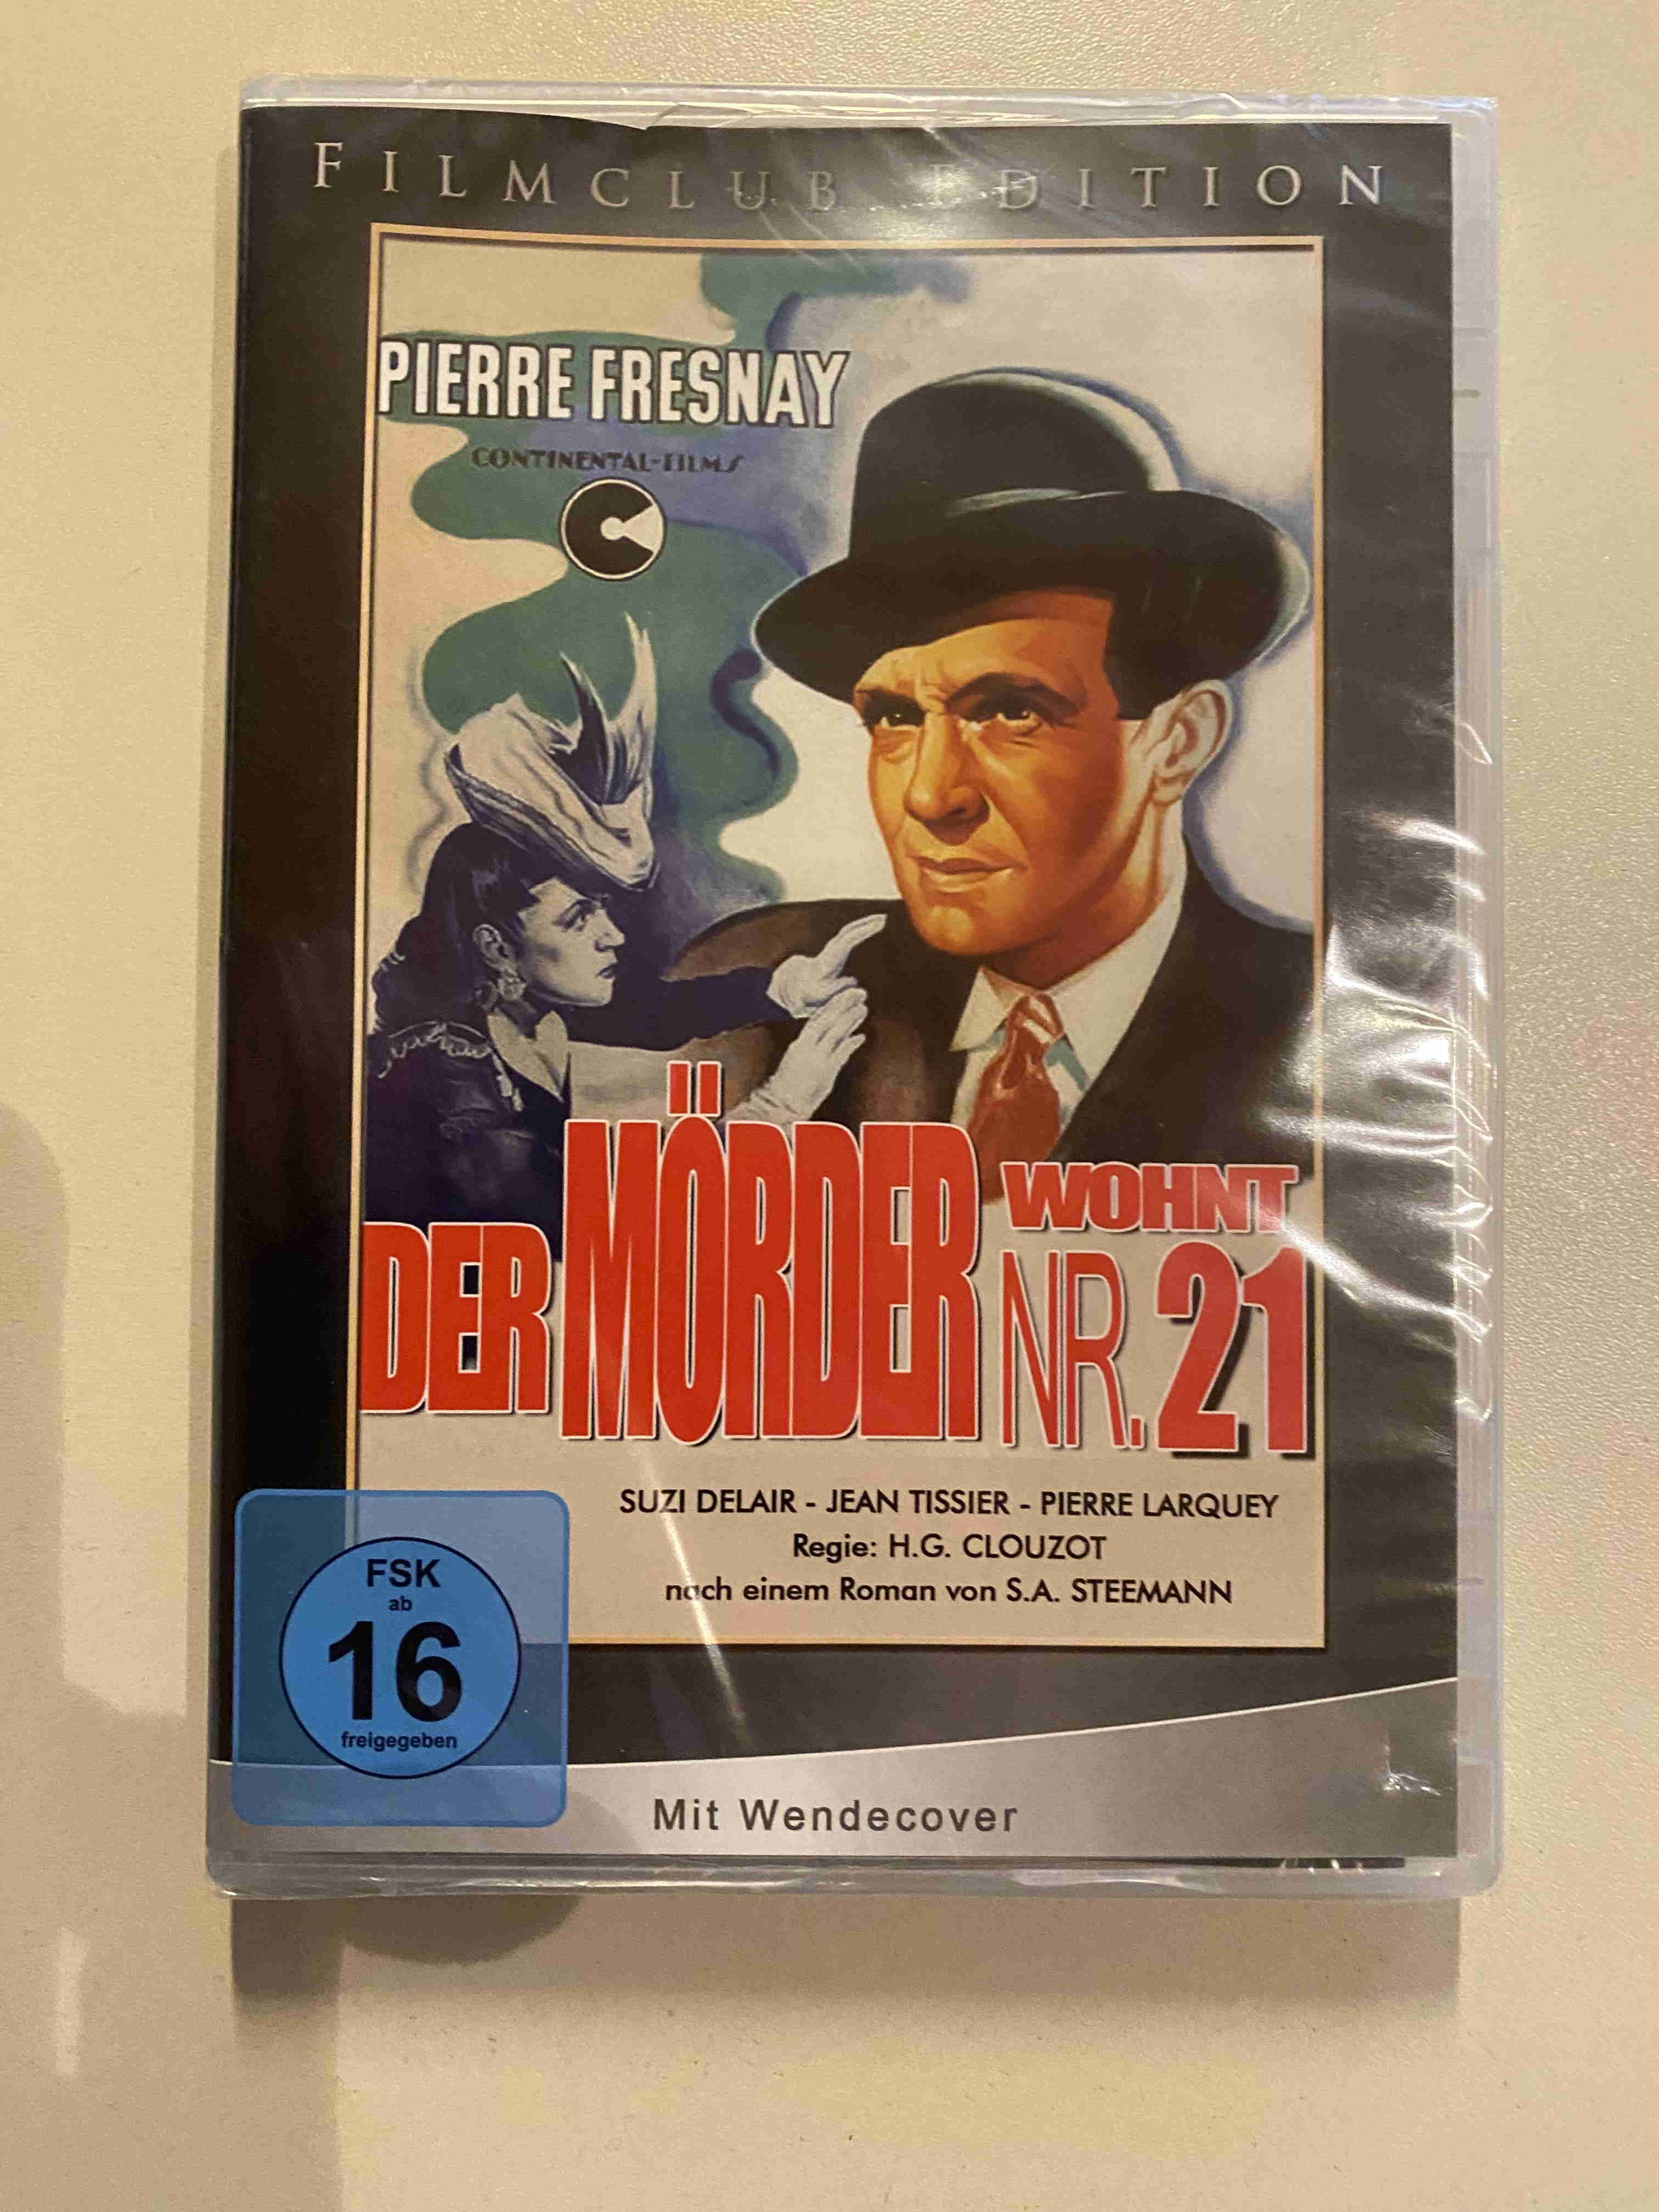 FILMCLUB EDITION
PIERRE FRESNAY
CONTINENTAL-FILMS
DER MÖRDER WOHNT NR. 21
SUZI DELAIR - JEAN TISSIER - PIERRE LARQUEY
Regie: H.G. CLOUZOT
nach einem Roman von S.A. STEEMANN
FSK
ab
16
freigegeben
Mit Wendecover